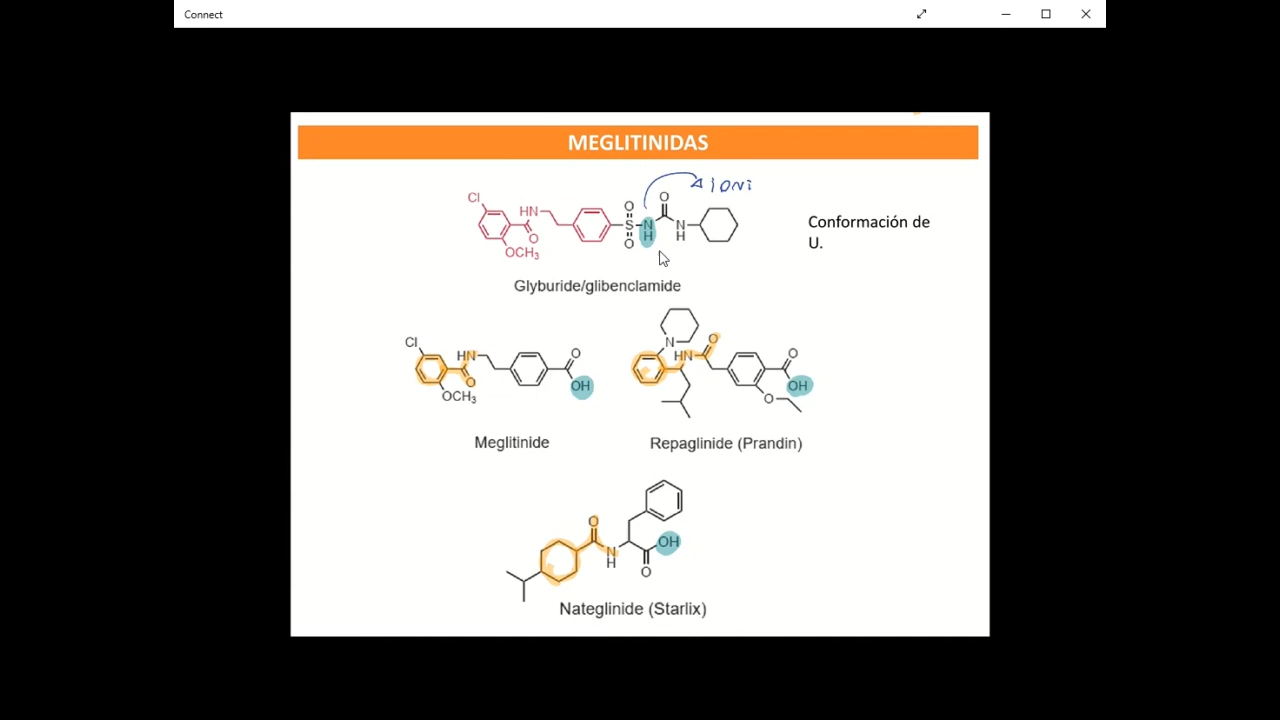 Connect
MEGLITINIDAS
IONi
Cl
HN
O
OCH3
O
S
O
N
H
O
N
H
Conformación de
U.
Glyburide/glibenclamide
Cl
HN
O
OCH3
O
OH
N
HN
O
O
OH
O
Meglitinide
Repaglinide (Prandin)
O
N
H
OH
O
Nateglinide (Starlix)